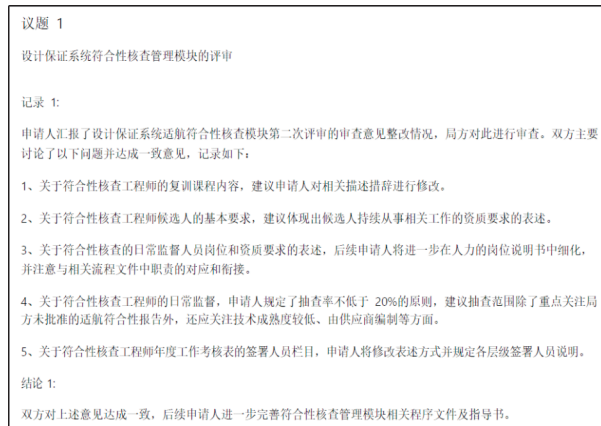 议题 1
设计保证系统符合性核查管理模块的评审
记录 1:
申请人汇报了设计保证系统适航符合性核查模块第二次评审的审查意见整改情况，局方对此进行审查。双方主要
讨论了以下问题并达成一致意见，记录如下：
1、关于符合性核查工程师的复训课程内容，建议申请人对相关描述措辞进行修改。
2、关于符合性核查工程师候选人的基本要求，建议体现出候选人持续从事相关工作的资质要求的表述。
3、关于符合性核查的日常监督人员岗位和资质要求的表述，后续申请人将进一步在人力的岗位说明书中细化，
并注意与相关流程文件中职责的对应和衔接。
4、关于符合性核查工程师的日常监督，申请人规定了抽查率不低于 20%的原则，建议抽查范围除了重点关注局
方未批准的适航符合性报告外，还应关注技术成熟度较低、由供应商编制等方面。
5、关于符合性核查工程师年度工作考核表的签署人员栏目，申请人将修改表述方式并规定各层级签署人员说明。
结论 1:
双方对上述意见达成一致，后续申请人进一步完善符合性核查管理模块相关程序文件及指导书。